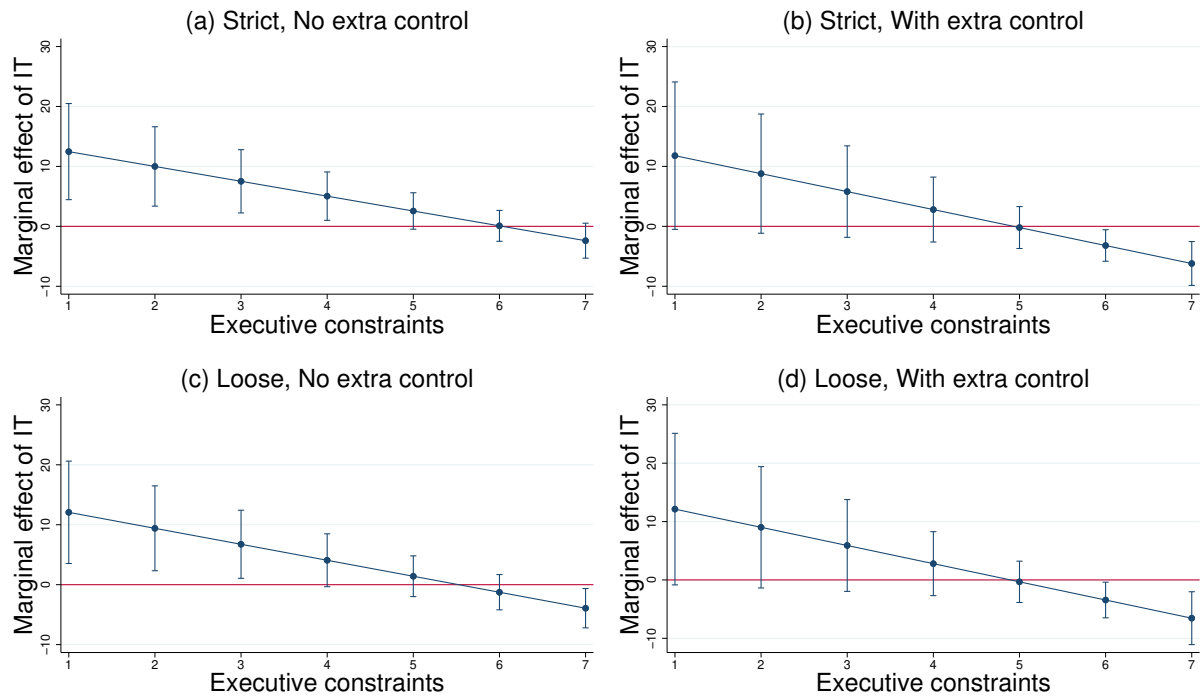 (a) Strict, No extra control
Marginal effect of IT
30
20
10
0
−10
1 2 3 4 5 6 7
Executive constraints
(b) Strict, With extra control
Marginal effect of IT
30
20
10
0
−10
1 2 3 4 5 6 7
Executive constraints
(c) Loose, No extra control
Marginal effect of IT
30
20
10
0
−10
1 2 3 4 5 6 7
Executive constraints
(d) Loose, With extra control
Marginal effect of IT
30
20
10
0
−10
1 2 3 4 5 6 7
Executive constraints